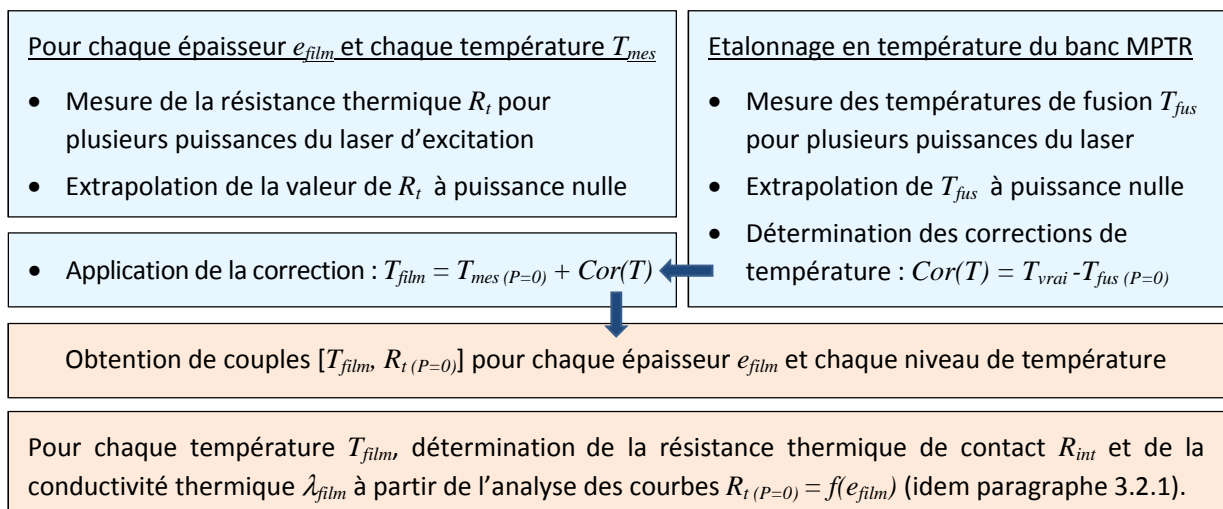 Pour chaque épaisseur e_film et chaque température T_mes
• Mesure de la résistance thermique R_t pour
plusieurs puissances du laser d'excitation
• Extrapolation de la valeur de R_t à puissance nulle
• Application de la correction : T_film = T_mes (P=0) + Cor(T)
Etalonnage en température du banc MPTR
• Mesure des températures de fusion T_fus
pour plusieurs puissances du laser
• Extrapolation de T_fus à puissance nulle
• Détermination des corrections de
température : Cor(T) = T_vrai -T_fus (P=0)
Obtention de couples [T_film, R_t (P=0)] pour chaque épaisseur e_film et chaque niveau de température
Pour chaque température T_film, détermination de la résistance thermique de contact R_int et de la
conductivité thermique λ_film à partir de l'analyse des courbes R_t (P=0) = f(e_film) (idem paragraphe 3.2.1).